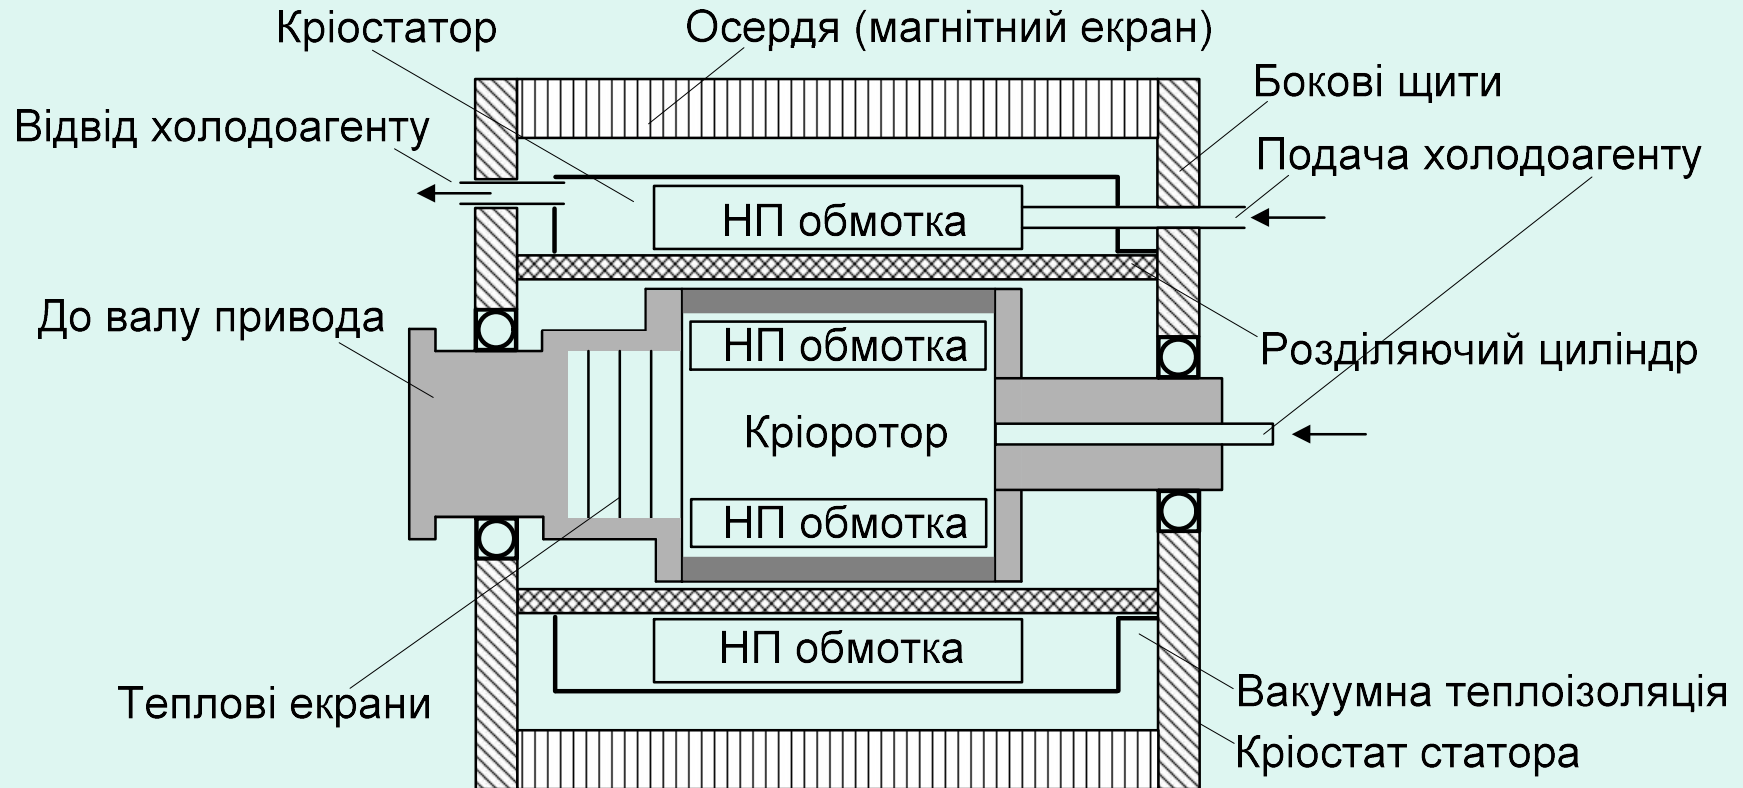 Кріостатор
Осердя (магнітний екран)
Бокові щити
Відвід холодоагенту
Подача холодоагенту
НП обмотка
До валу привода
НП обмотка
Розділяючий циліндр
Кріоротор
НП обмотка
НП обмотка
Теплові екрани
Вакуумна теплоізоляція
Кріостат статора